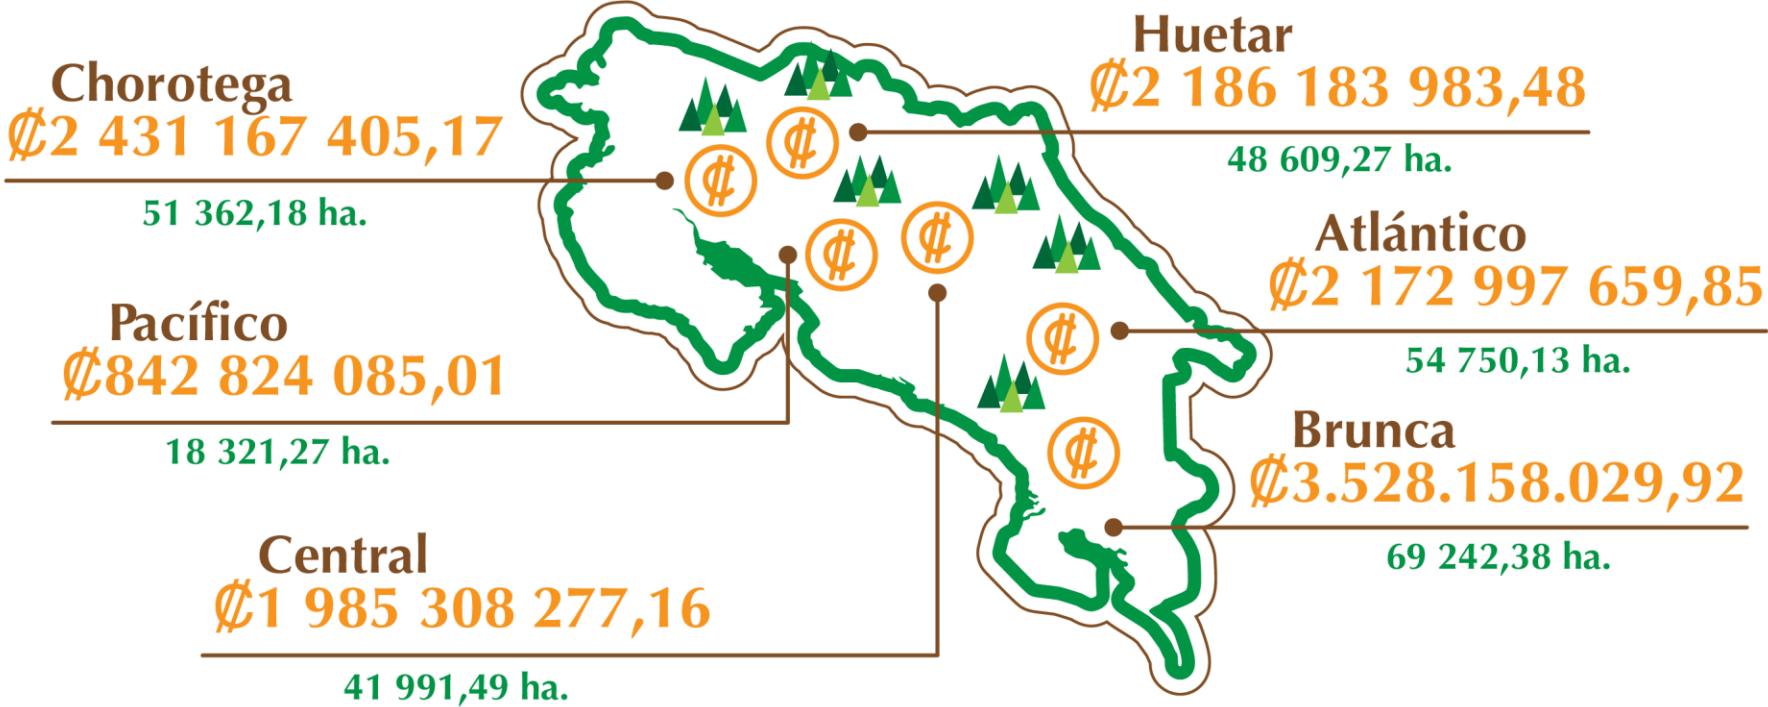 Chorotega
₡2 431 167 405,17
51 362,18 ha.
Huetar
₡2 186 183 983,48
48 609,27 ha.
Atlántico
₡2 172 997 659,85
54 750,13 ha.
Pacífico
₡842 824 085,01
18 321,27 ha.
Brunca
₡3.528.158.029,92
69 242,38 ha.
Central
₡1 985 308 277,16
41 991,49 ha.
₡
₡
₡
₡
₡
₡